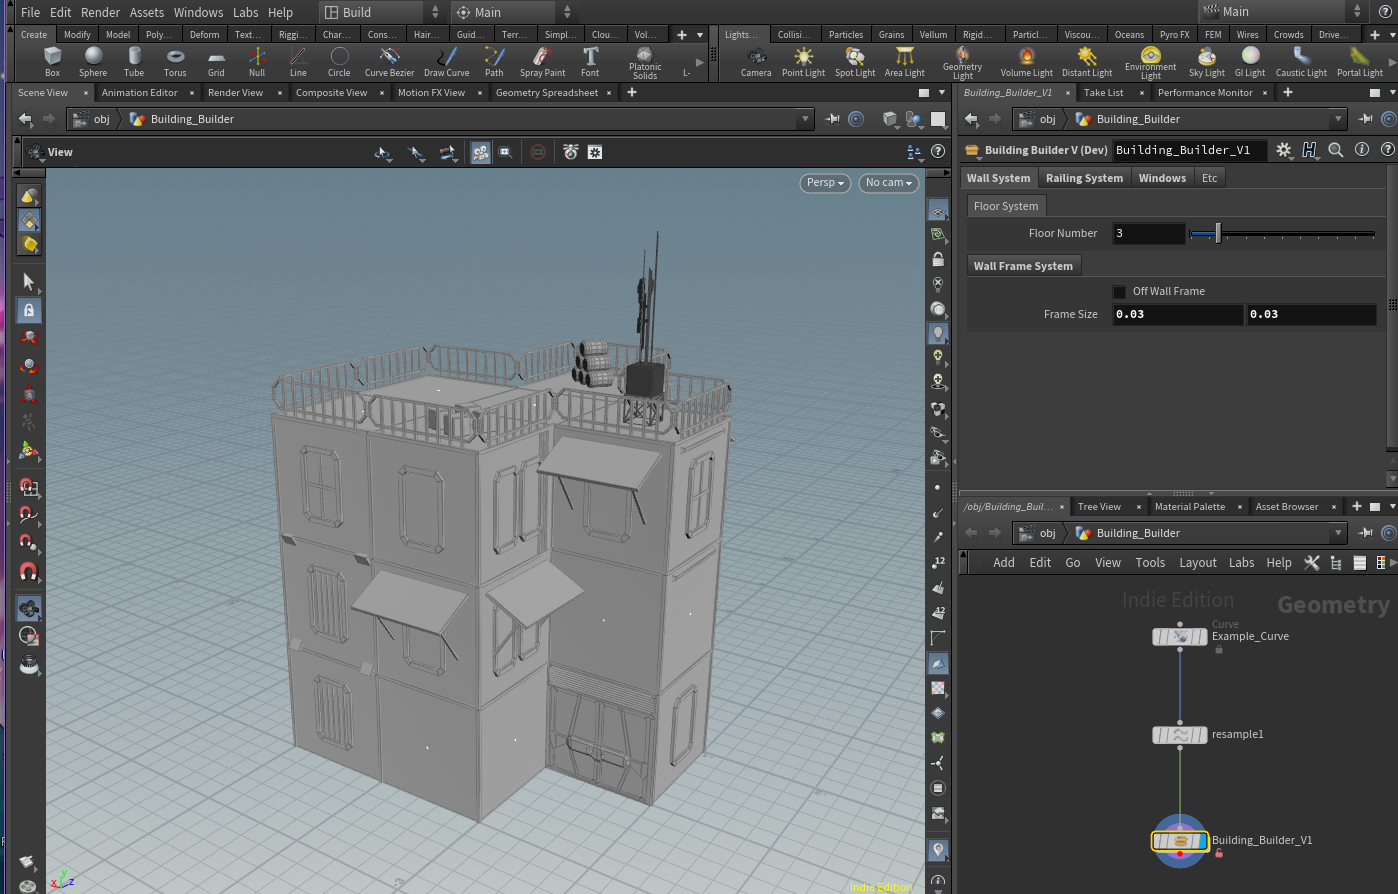 File Edit Render Assets Windows Labs Help Build Main Main
Create Modify Model Poly... Deform Text... Riggi... Char... Cons... Hair... Guid... Terr... Simpl... Clou... Vol... Lights... Collisi... Particles Grains Vellum Rigid... Particl... Viscou... Oceans Pyro FX FEM Wires Crowds Drive...
Box Sphere Tube Torus Grid Null Line Circle Curve Bezier Draw Curve Path Spray Paint Font Platonic Solids L- Camera Point Light Spot Light Area Light Geometry Light Volume Light Distant Light Environment Light Sky Light GI Light Caustic Light Portal Light
Scene View Animation Editor Render View Composite View Motion FX View Geometry Spreadsheet
obj Building_Builder
View
Persp No cam
12
12
Indie Edition
x y z
Building_Builder_V1 Take List Performance Monitor
obj Building_Builder
Building Builder V (Dev) Building_Builder_V1
Wall System Railing System Windows Etc
Floor System
Floor Number 3
Wall Frame System
Off Wall Frame
Frame Size 0.03 0.03
/obj/Building_Buil... Tree View Material Palette Asset Browser
obj Building_Builder
Add Edit Go View Tools Layout Labs Help
Indie Edition Geometry
Curve
Example_Curve
resample1
Building_Builder_V1